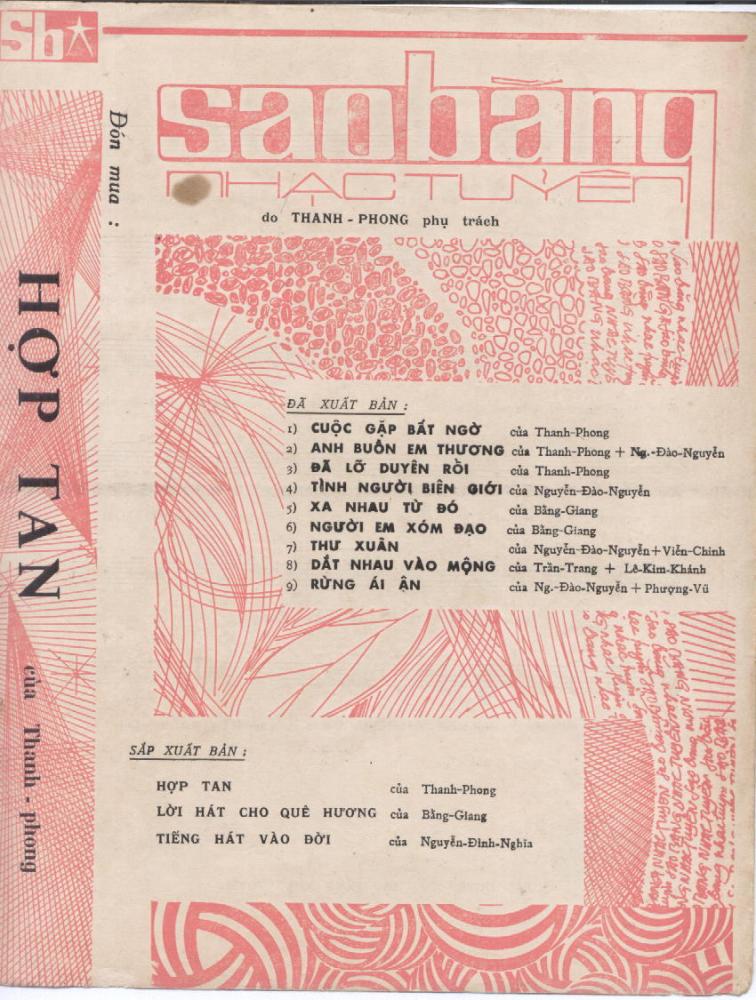 Sb
saobăng
NHẠC TUYỂN
do THANH - PHONG phụ trách
Đón mua :
HỢP TAN
của Thanh - phong
ĐÃ XUẤT BẢN :
1) CUỘC GẶP BẤT NGỜ của Thanh-Phong
2) ANH BUỒN EM THƯƠNG của Thanh-Phong + Ng.-Đào-Nguyễn
3) ĐÃ LỠ DUYÊN RỒI của Thanh-Phong
4) TÌNH NGƯỜI BIÊN GIỚI của Nguyễn-Đào-Nguyễn
5) XA NHAU TỪ ĐÓ của Bằng-Giang
6) NGƯỜI EM XÓM ĐẠO của Bằng-Giang
7) THƯ XUÂN của Nguyễn-Đào-Nguyễn+Viễn-Chinh
8) DẮT NHAU VÀO MỘNG của Trần-Trang + Lê-Kim-Khánh
9) RỪNG ÁI ÂN của Ng.-Đào-Nguyễn + Phượng-Vũ
SẮP XUẤT BẢN :
HỢP TAN của Thanh-Phong
LỜI HÁT CHO QUÊ HƯƠNG của Bằng-Giang
TIẾNG HÁT VÀO ĐỜI của Nguyễn-Đình-Nghĩa